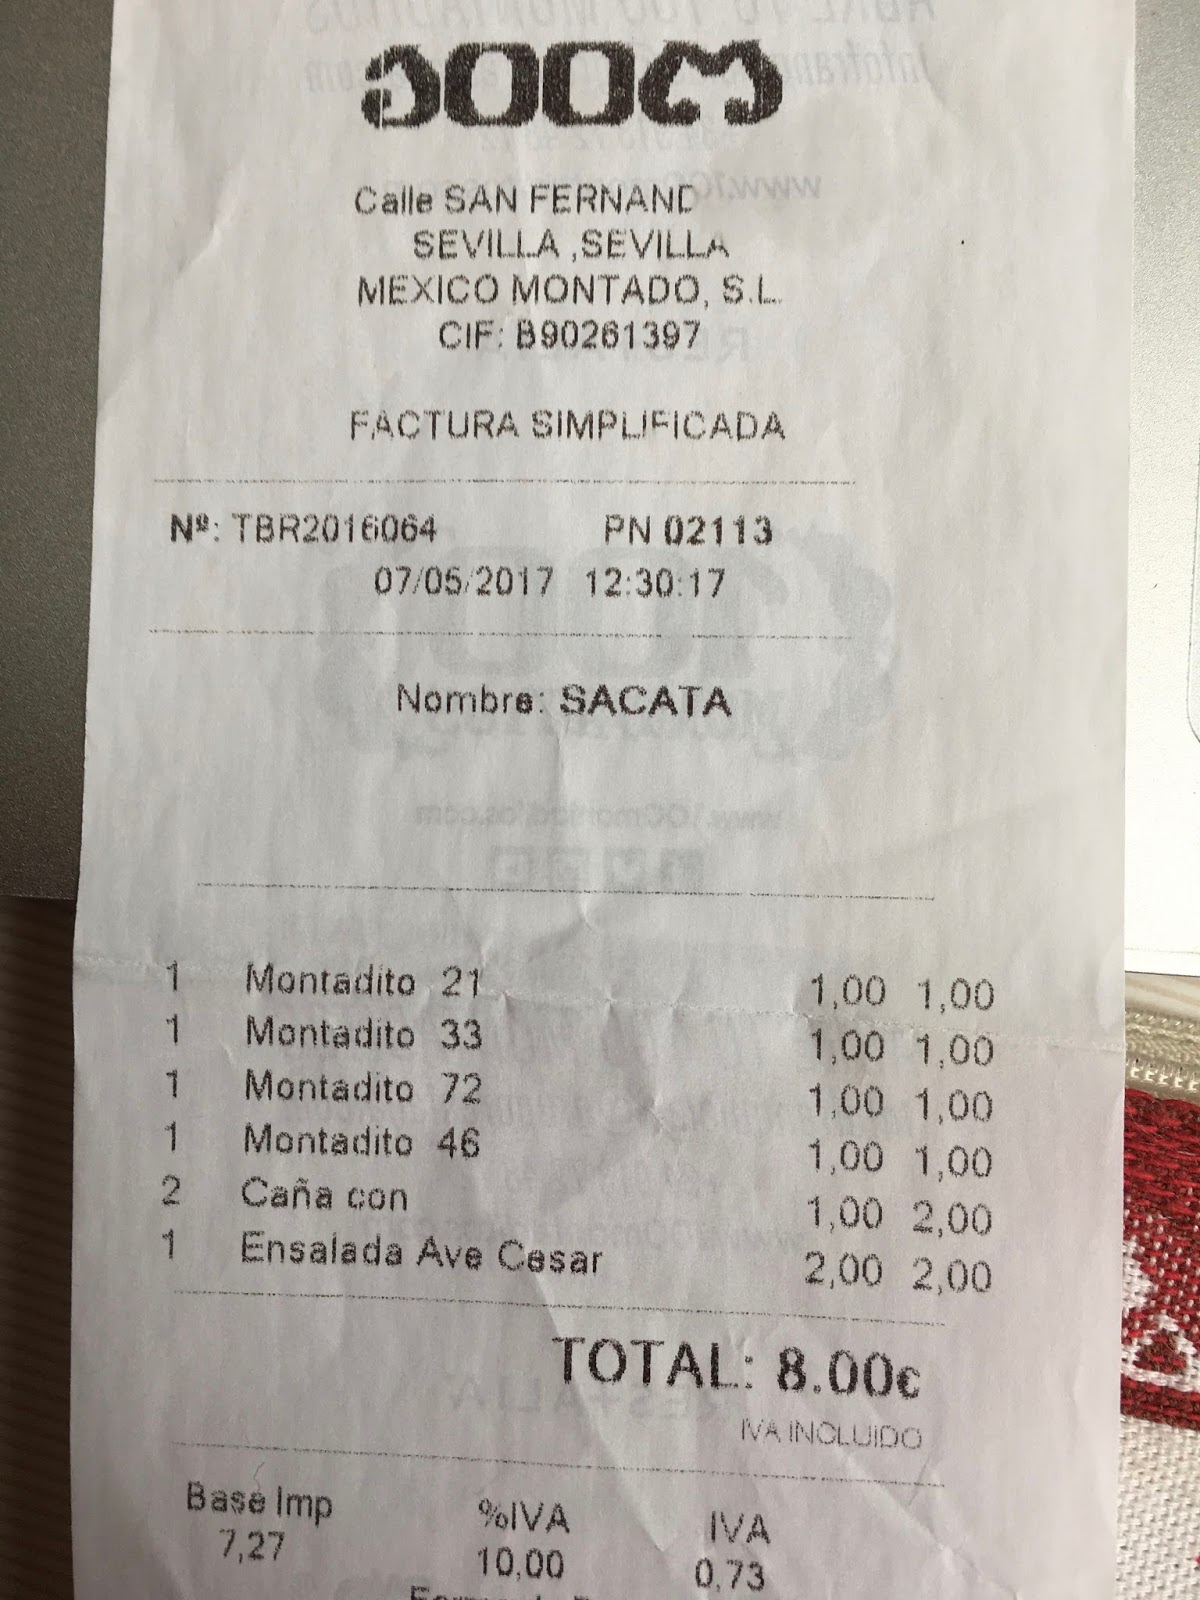 100M
Calle SAN FERNAND
SEVILLA ,SEVILLA
MEXICO MONTADO, S.L.
CIF: B90261397
FACTURA SIMPLIFICADA
Nº: TBR2016064 PN 02113
07/05/2017 12:30:17
Nombre: SACATA
1 Montadito 21 1,00 1,00
1 Montadito 33 1,00 1,00
1 Montadito 72 1,00 1,00
1 Montadito 46 1,00 1,00
2 Caña con 1,00 2,00
1 Ensalada Ave Cesar 2,00 2,00
TOTAL: 8.00€
IVA INCLUIDO
Base Imp %IVA IVA
7,27 10,00 0,73